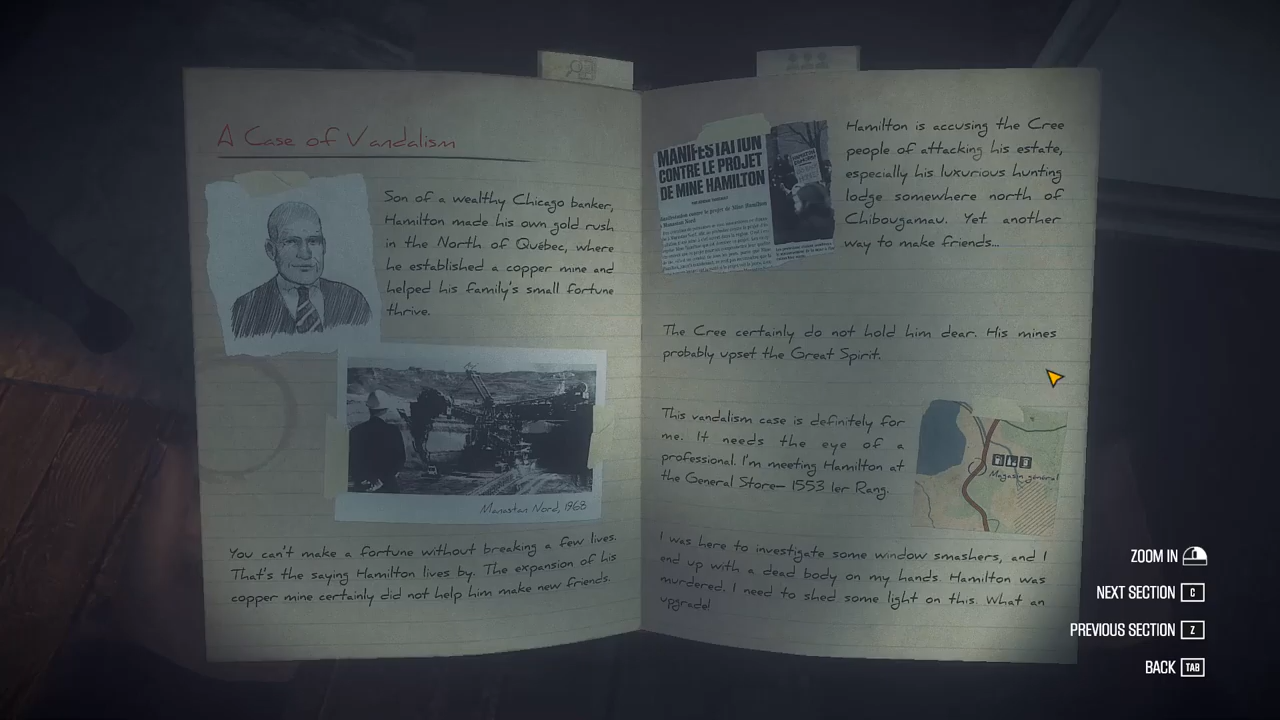 A Case of Vandalism
Son of a wealthy Chicago banker,
Hamilton made his own gold rush
in the North of Québec, where
he established a copper mine and
helped his family's small fortune
thrive.
Manastan Nord, 1968
You can't make a fortune without breaking a few lives.
That's the saying Hamilton lives by. The expansion of his
copper mine certainly did not help him make new friends.
MANIFESTATION
CONTRE LE PROJET
DE MINE HAMILTON
Hamilton is accusing the Cree
people of attacking his estate,
especially his luxurious hunting
lodge somewhere north of
Chibougamau. Yet another
way to make friends...
The Cree certainly do not hold him dear. His mines
probably upset the Great Spirit.
This vandalism case is definitely for
me. It needs the eye of a
professional. I'm meeting Hamilton at
the General Store– 1553 1er Rang.
Magasin général
I was here to investigate some window smashers, and I
end up with a dead body on my hands. Hamilton was
murdered. I need to shed some light on this. What an
upgrade!
ZOOM IN
NEXT SECTION C
PREVIOUS SECTION Z
BACK TAB